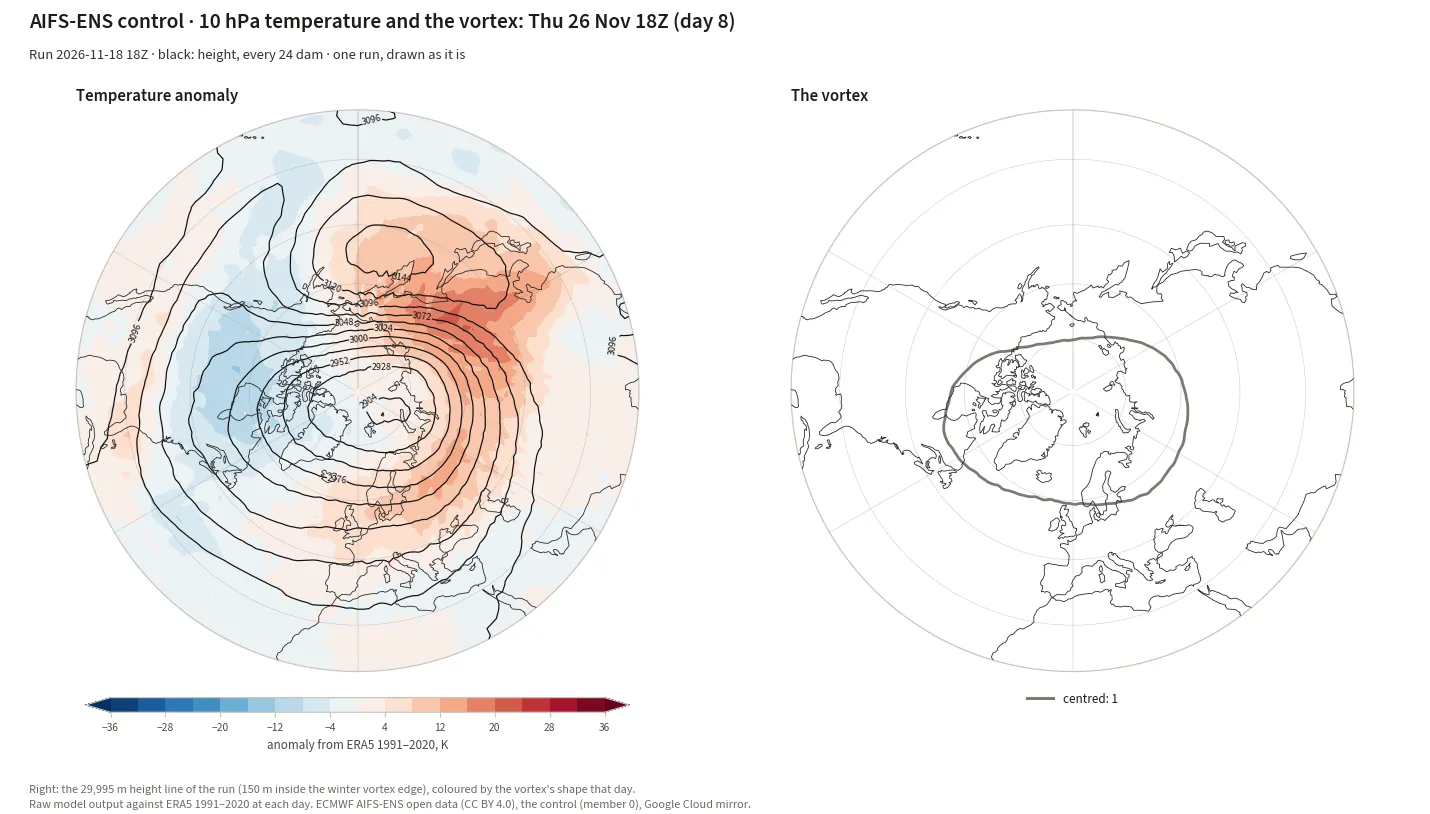 AIFS-ENS control · 10 hPa temperature and the vortex: Thu 26 Nov 18Z (day 8)
Run 2026-11-18 18Z · black: height, every 24 dam · one run, drawn as it is
Temperature anomaly
The vortex
3096
3144
3120
3096
3072
3048
3024
3000
3096
3096
2952
2928
2904
2976
centred: 1
−36 −28 −20 −12 −4 4 12 20 28 36
anomaly from ERA5 1991–2020, K
Right: the 29,995 m height line of the run (150 m inside the winter vortex edge), coloured by the vortex's shape that day.
Raw model output against ERA5 1991–2020 at each day. ECMWF AIFS-ENS open data (CC BY 4.0), the control (member 0), Google Cloud mirror.